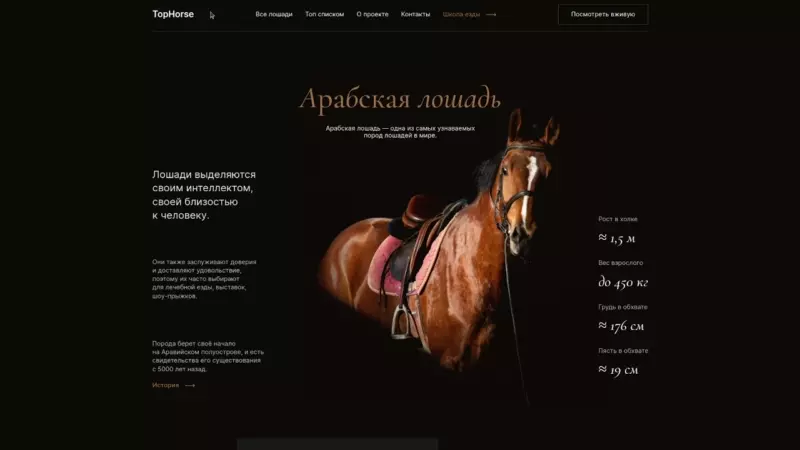 TopHorse
Все лошади
Топ списком
О проекте
Контакты
Школа езды
Посмотреть вживую
Арабская лошадь
Арабская лошадь — одна из самых узнаваемых
пород лошадей в мире.
Лошади выделяются
своим интеллектом,
своей близостью
к человеку.
Они также заслуживают доверия
и доставляют удовольствие,
поэтому их часто выбирают
для лечебной езды, выставок,
шоу-прыжков.
Порода берет своё начало
на Аравийском полуострове, и есть
свидетельства его существования
с 5000 лет назад.
История
Рост в холке
≈ 1,5 м
Вес взрослого
до 450 кг
Грудь в обхвате
≈ 176 см
Пясть в обхвате
≈ 19 см